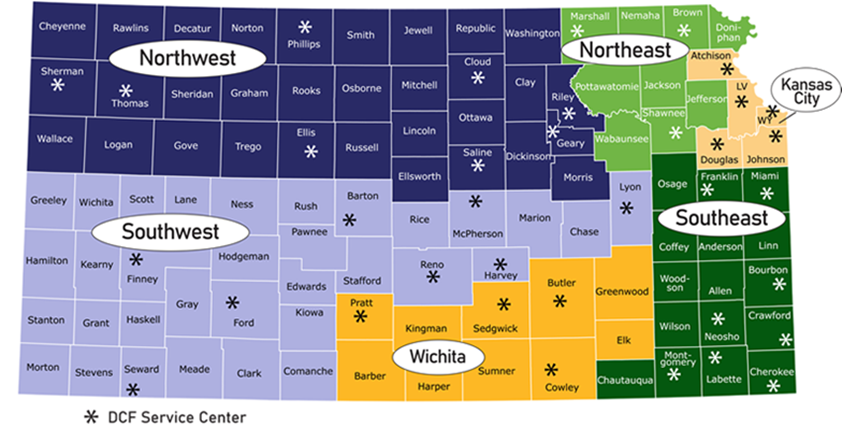 Cheyenne
Rawlins
Decatur
Norton
Phillips
Smith
Jewell
Republic
Washington
Marshall
Nemaha
Brown
Doni-
phan
Northwest
Northeast
Atchison
Kansas
City
Sherman
Thomas
Sheridan
Graham
Rooks
Osborne
Mitchell
Cloud
Clay
Riley
Pottawatomie
Jackson
Jefferson
LV
WY
Ottawa
Shawnee
Wallace
Logan
Gove
Trego
Ellis
Russell
Lincoln
Saline
Dickinson
Geary
Wabaunsee
Douglas
Johnson
Ellsworth
Morris
Osage
Franklin
Miami
Greeley
Wichita
Scott
Lane
Ness
Rush
Barton
Rice
McPherson
Marion
Chase
Lyon
Southwest
Southeast
Pawnee
Hodgeman
Coffey
Anderson
Linn
Hamilton
Kearny
Finney
Edwards
Stafford
Reno
Harvey
Butler
Greenwood
Wood-
son
Allen
Bourbon
Gray
Ford
Kiowa
Pratt
Kingman
Sedgwick
Stanton
Grant
Haskell
Elk
Wilson
Neosho
Crawford
Wichita
Morton
Stevens
Seward
Meade
Clark
Comanche
Barber
Harper
Sumner
Cowley
Chautauqua
Mont-
gomery
Labette
Cherokee
* DCF Service Center